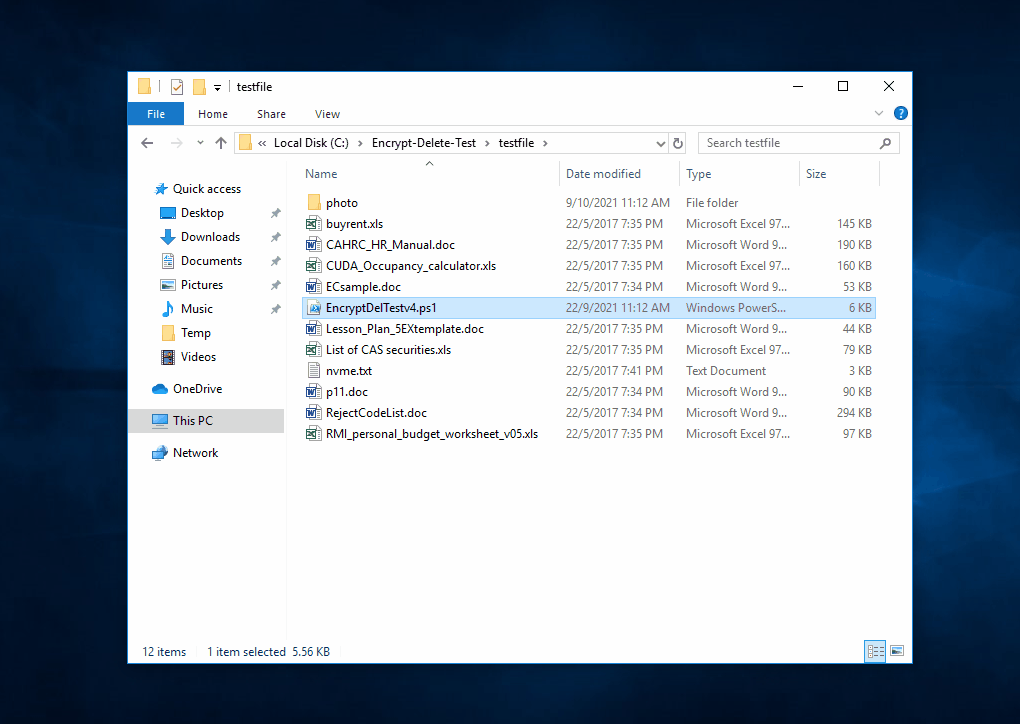 testfile
File Home Share View
« Local Disk (C:) > Encrypt-Delete-Test > testfile >
Search testfile
Name Date modified Type Size
Quick access
Desktop
Downloads
Documents
Pictures
Music
Temp
Videos
OneDrive
This PC
Network
photo 9/10/2021 11:12 AM File folder
buyrent.xls 22/5/2017 7:35 PM Microsoft Excel 97... 145 KB
CAHRC_HR_Manual.doc 22/5/2017 7:35 PM Microsoft Word 9... 190 KB
CUDA_Occupancy_calculator.xls 22/5/2017 7:35 PM Microsoft Excel 97... 160 KB
ECsample.doc 22/5/2017 7:34 PM Microsoft Word 9... 53 KB
EncryptDelTestv4.ps1 22/9/2021 11:12 AM Windows PowerS... 6 KB
Lesson_Plan_5EXtemplate.doc 22/5/2017 7:35 PM Microsoft Word 9... 44 KB
List of CAS securities.xls 22/5/2017 7:35 PM Microsoft Excel 97... 79 KB
nvme.txt 22/5/2017 7:41 PM Text Document 3 KB
p11.doc 22/5/2017 7:34 PM Microsoft Word 9... 90 KB
RejectCodeList.doc 22/5/2017 7:34 PM Microsoft Word 9... 294 KB
RMI_personal_budget_worksheet_v05.xls 22/5/2017 7:35 PM Microsoft Excel 97... 97 KB
12 items 1 item selected 5.56 KB